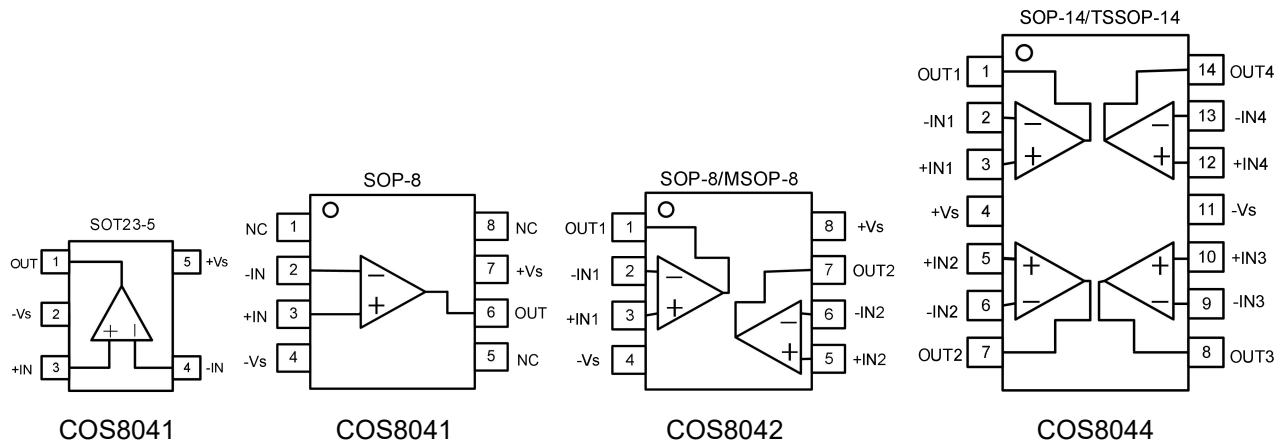 SOT23-5
OUT 1
5 +Vs
-Vs 2
+IN 3
4 -IN
+ −
COS8041
SOP-8
NC 1
8 NC
-IN 2
7 +Vs
+IN 3
6 OUT
-Vs 4
5 NC
−
+
COS8041
SOP-8/MSOP-8
OUT1 1
8 +Vs
-IN1 2
7 OUT2
+IN1 3
6 -IN2
-Vs 4
5 +IN2
−
+
−
+
COS8042
SOP-14/TSSOP-14
OUT1 1
14 OUT4
-IN1 2
13 -IN4
+IN1 3
12 +IN4
+Vs 4
11 -Vs
+IN2 5
10 +IN3
-IN2 6
9 -IN3
OUT2 7
8 OUT3
− −
+ +
+ +
− −
COS8044